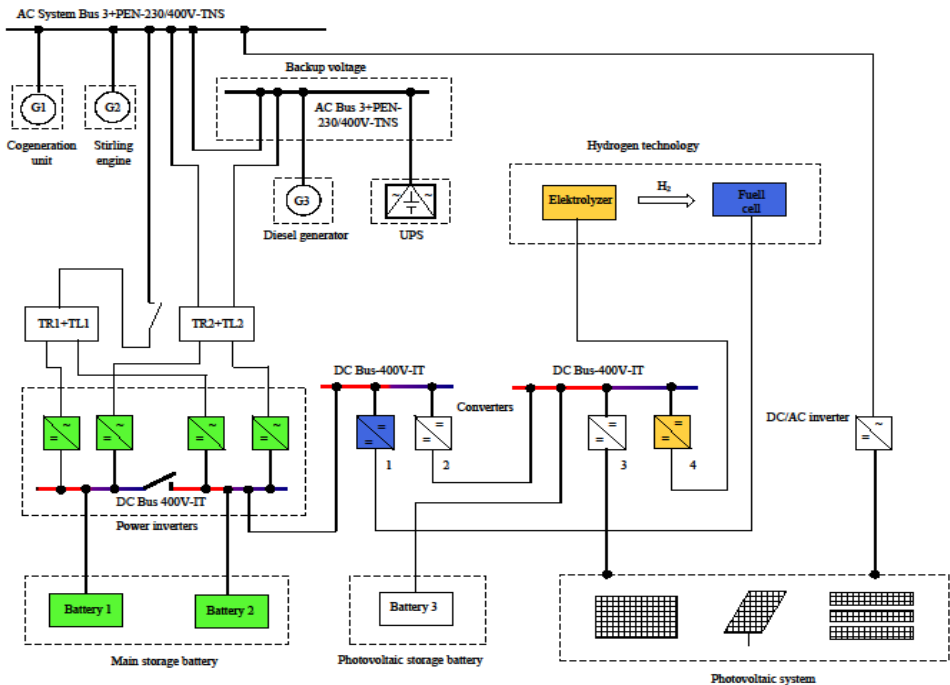 AC System Bus 3+PEN-230/400V-TNS
Backup voltage
G1
G2
AC Bus 3+PEN-
230/400V-TNS
Cogeneration
unit
Stirling
engine
Hydrogen technology
G3
~
~
Elektrolyzer
H₂
Fuell
cell
Diesel generator
UPS
TR1+TL1
TR2+TL2
DC Bus-400V-IT
DC Bus-400V-IT
Converters
DC/AC inverter
~
=
~
=
~
=
~
=
=
=
=
=
=
=
=
=
~
=
1
2
3
4
DC Bus 400V-IT
Power inverters
Battery 1
Battery 2
Battery 3
Main storage battery
Photovoltaic storage battery
Photovoltaic system